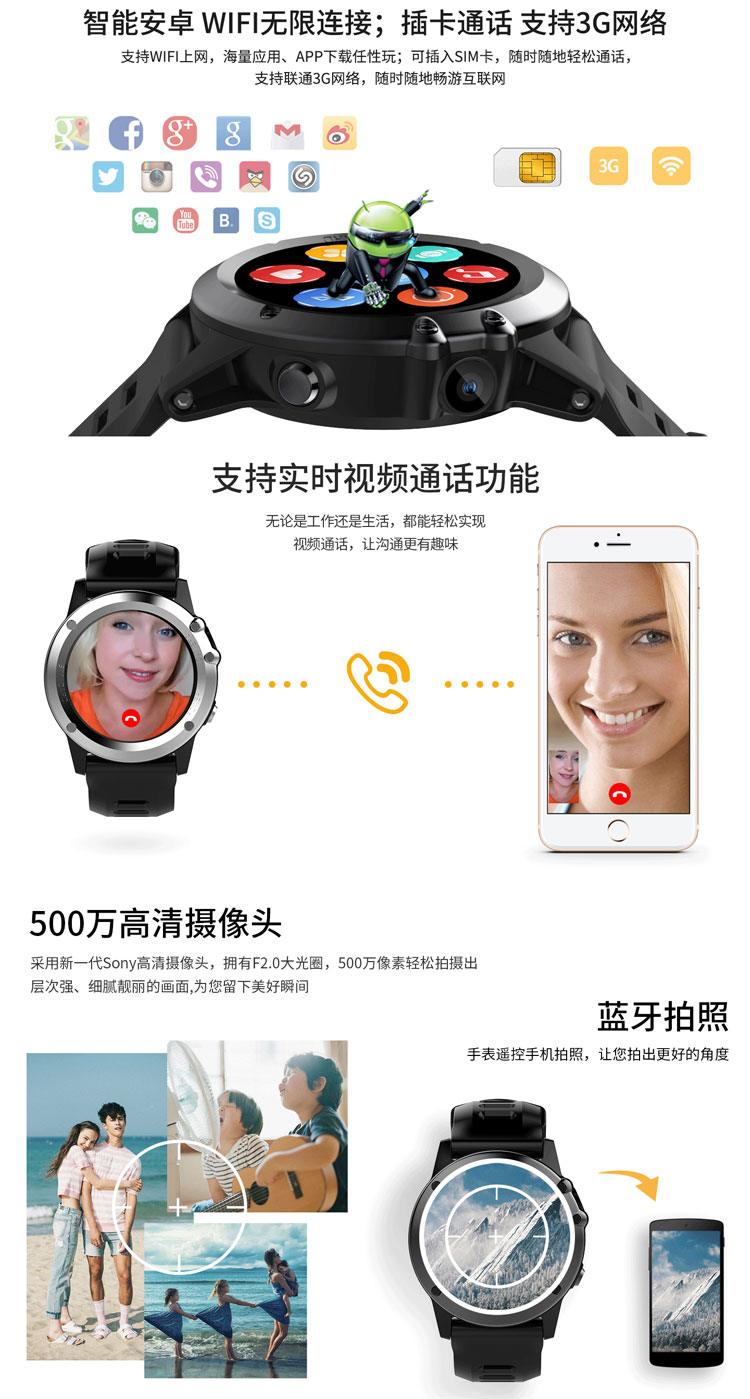 智能安卓 WIFI无限连接；插卡通话 支持3G网络
支持WIFI上网，海量应用、APP下载任性玩；可插入SIM卡，随时随地轻松通话，
支持联通3G网络，随时随地畅游互联网
g
f
g+
8
M
3G
You
Tube
B.
S
支持实时视频通话功能
无论是工作还是生活，都能轻松实现
视频通话，让沟通更有趣味
500万高清摄像头
采用新一代Sony高清摄像头，拥有F2.0大光圈，500万像素轻松拍摄出
层次强、细腻靓丽的画面,为您留下美好瞬间
蓝牙拍照
手表遥控手机拍照，让您拍出更好的角度